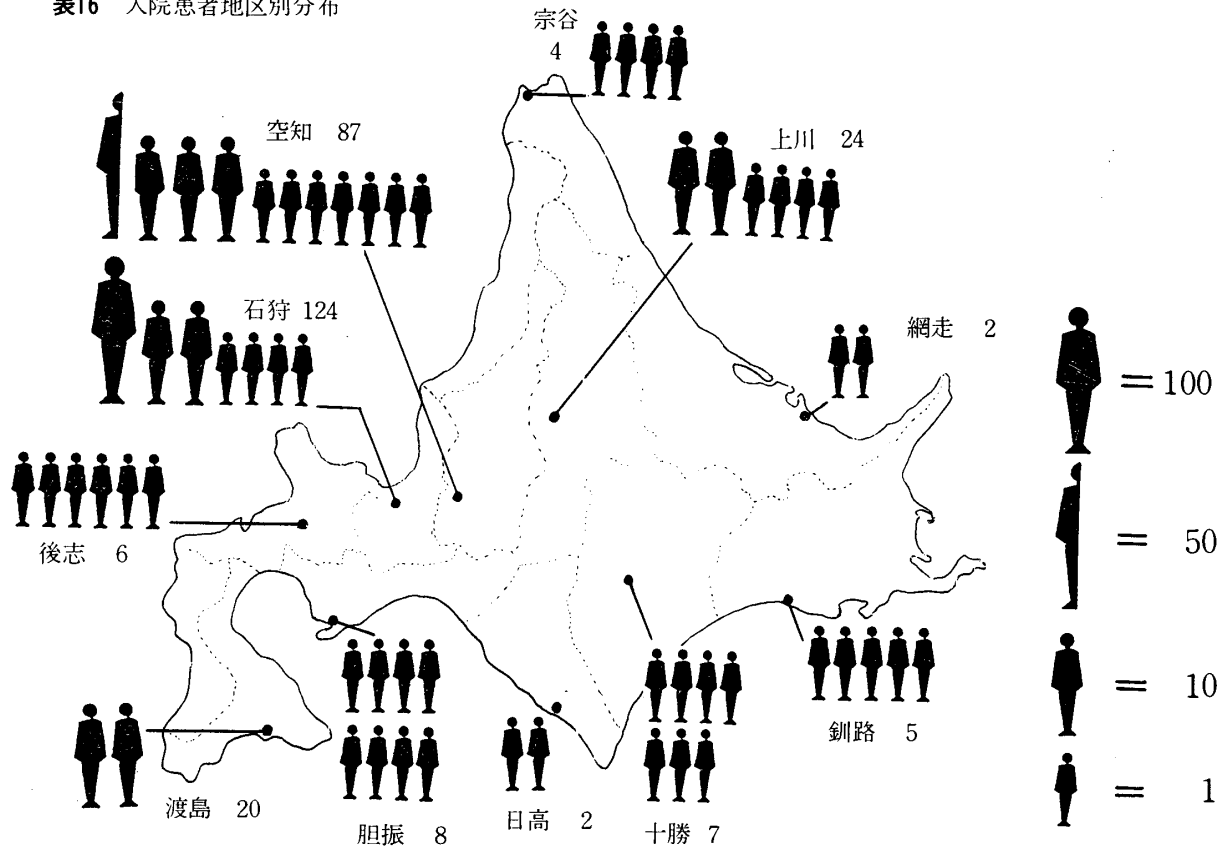 表16 入院患者地区別分布
宗谷
4
空知 87
上川 24
石狩 124
網走 2
後志 6
渡島 20
胆振 8
日高 2
十勝 7
釧路 5
＝100
＝ 50
＝ 10
＝ 1